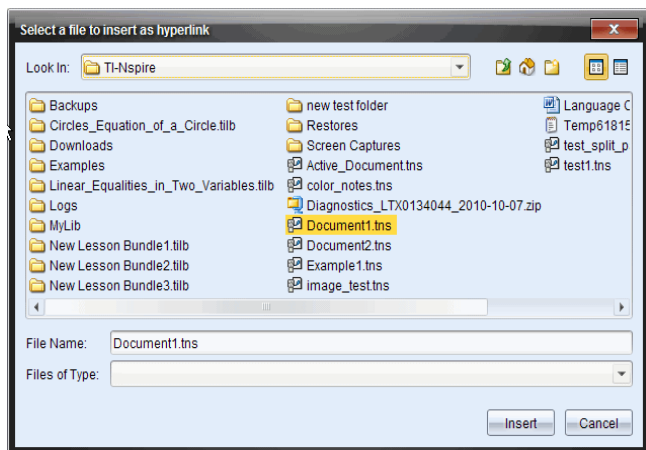 Select a file to insert as hyperlink
Look In: TI-Nspire
Backups
Circles_Equation_of_a_Circle.tilb
Downloads
Examples
Linear_Equalities_in_Two_Variables.tilb
Logs
MyLib
New Lesson Bundle1.tilb
New Lesson Bundle2.tilb
New Lesson Bundle3.tilb
new test folder
Restores
Screen Captures
Active_Document.tns
color_notes.tns
Diagnostics_LTX0134044_2010-10-07.zip
Document1.tns
Document2.tns
Example1.tns
image_test.tns
Language C
Temp61815
test_split_p
test1.tns
File Name: Document1.tns
Files of Type:
Insert Cancel